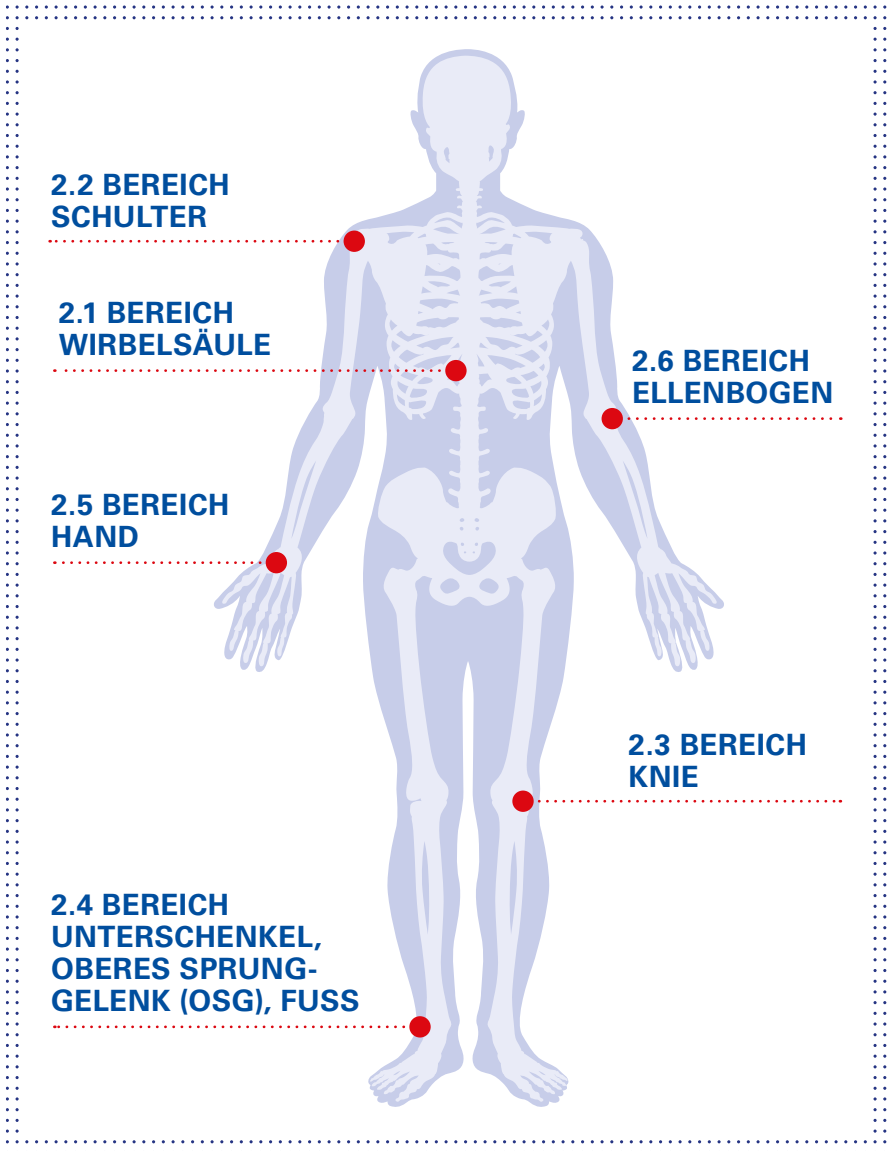 2.2 BEREICH
SCHULTER
2.1 BEREICH
WIRBELSÄULE
2.6 BEREICH
ELLENBOGEN
2.5 BEREICH
HAND
2.3 BEREICH
KNIE
2.4 BEREICH
UNTERSCHENKEL,
OBERES SPRUNG-
GELENK (OSG), FUSS